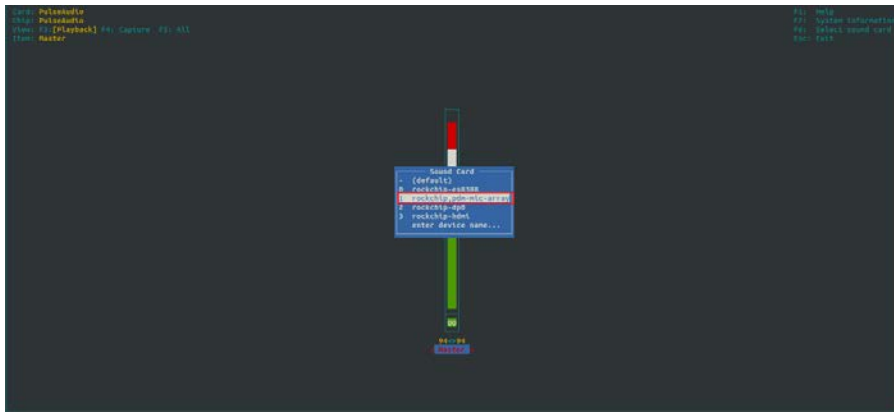 Card: PulseAudio
Chip: PulseAudio
View: F3:[Playback] F4: Capture F5: All
Item: Master
F1: Help
F2: System information
F6: Select sound card
Esc: Exit
Sound Card
- (default)
0 rockchip-es8388
1 rockchip,pdm-mic-array
2 rockchip-dp0
3 rockchip-hdmi
enter device name...
OO
94<>94
Master